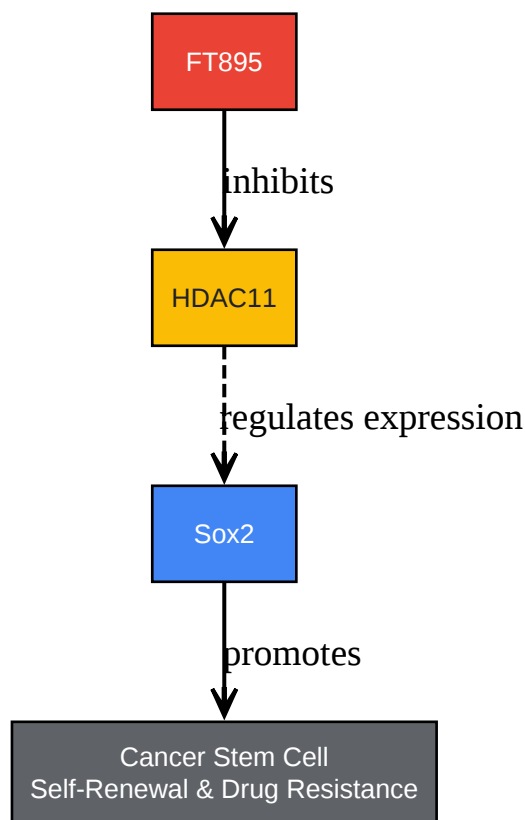 FT895
inhibits
HDAC11
regulates expression
Sox2
promotes
Cancer Stem Cell
Self-Renewal & Drug Resistance